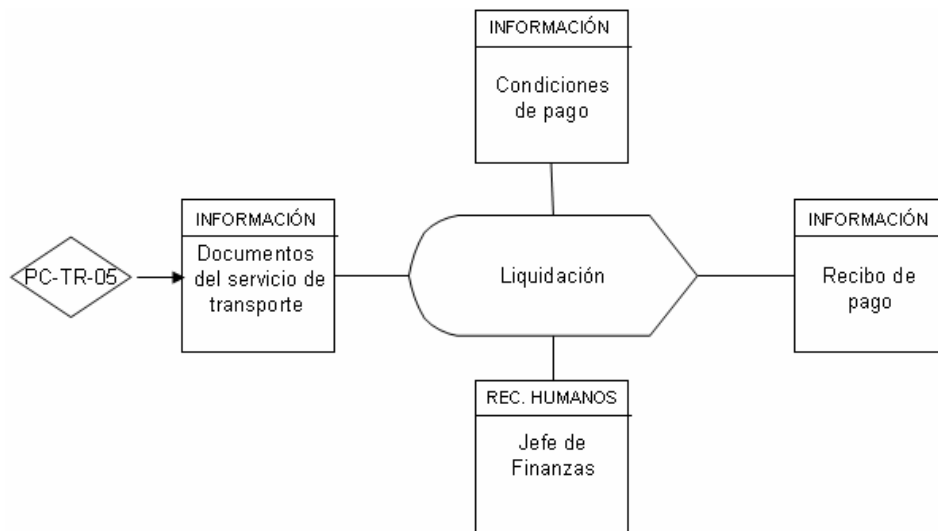 INFORMACIÓN
Condiciones
de pago
PC-TR-05
INFORMACIÓN
Documentos
del servicio de
transporte
Liquidación
INFORMACIÓN
Recibo de
pago
REC. HUMANOS
Jefe de
Finanzas